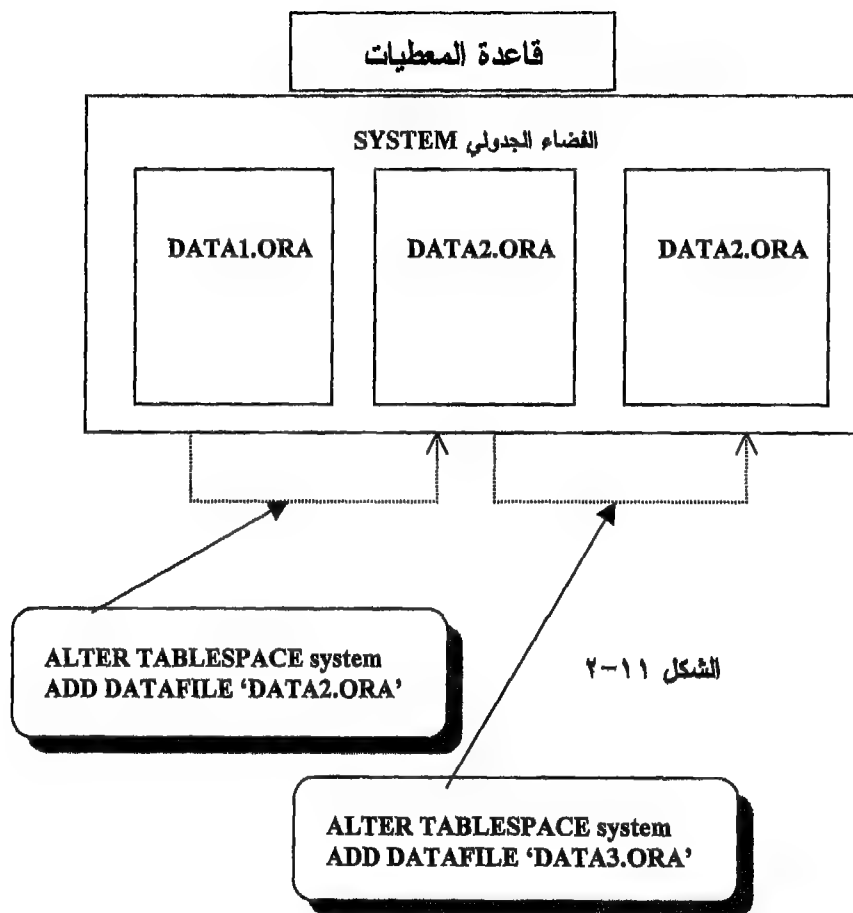 قاعدة المعطيات
الفضاء الجدولي SYSTEM
DATA1.ORA
DATA2.ORA
DATA2.ORA
ALTER TABLESPACE system
ADD DATAFILE ‘DATA2.ORA’
الشكل ١١-٢
ALTER TABLESPACE system
ADD DATAFILE ‘DATA3.ORA’